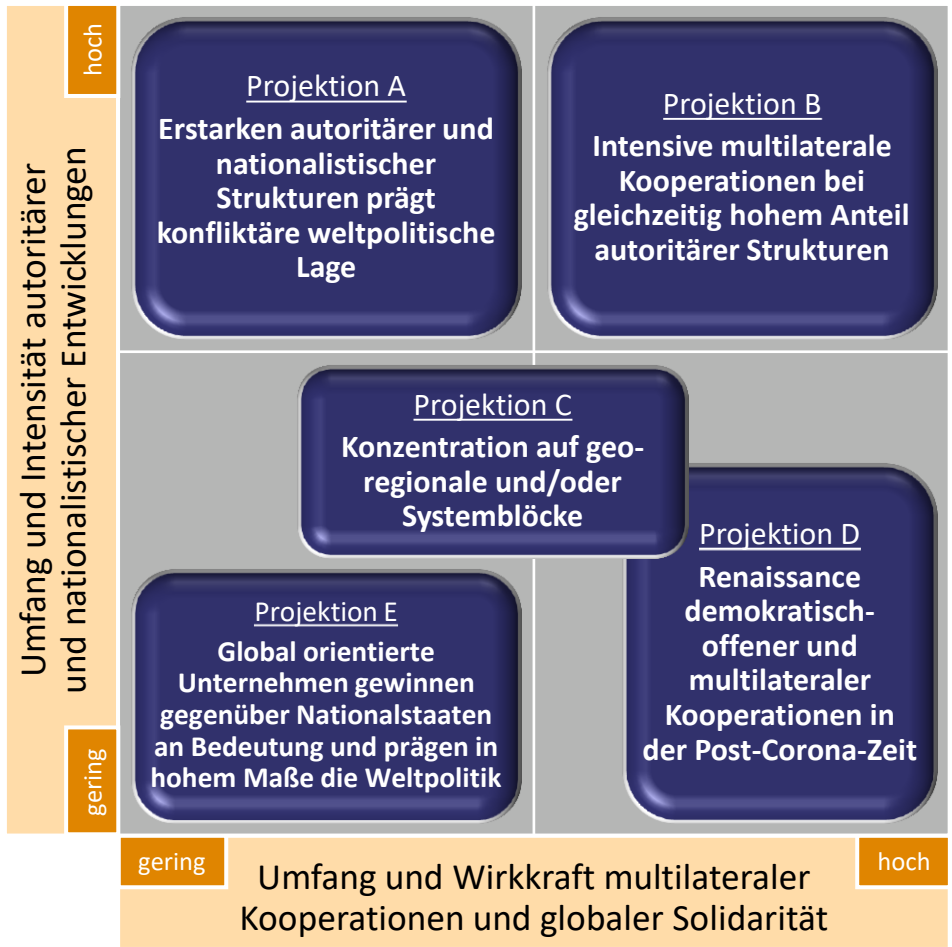 Umfang und Intensität autoritärer
und nationalistischer Entwicklungen
hoch
gering
Projektion A
Erstarken autoritärer und
nationalistischer
Strukturen prägt
konfliktäre weltpolitische
Lage
Projektion B
Intensive multilaterale
Kooperationen bei
gleichzeitig hohem Anteil
autoritärer Strukturen
Projektion C
Konzentration auf geo-
regionale und/oder
Systemblöcke
Projektion D
Renaissance
demokratisch-
offener und
multilateraler
Kooperationen in
der Post-Corona-Zeit
Projektion E
Global orientierte
Unternehmen gewinnen
gegenüber Nationalstaaten
an Bedeutung und prägen in
hohem Maße die Weltpolitik
gering
Umfang und Wirkkraft multilateraler
Kooperationen und globaler Solidarität
hoch